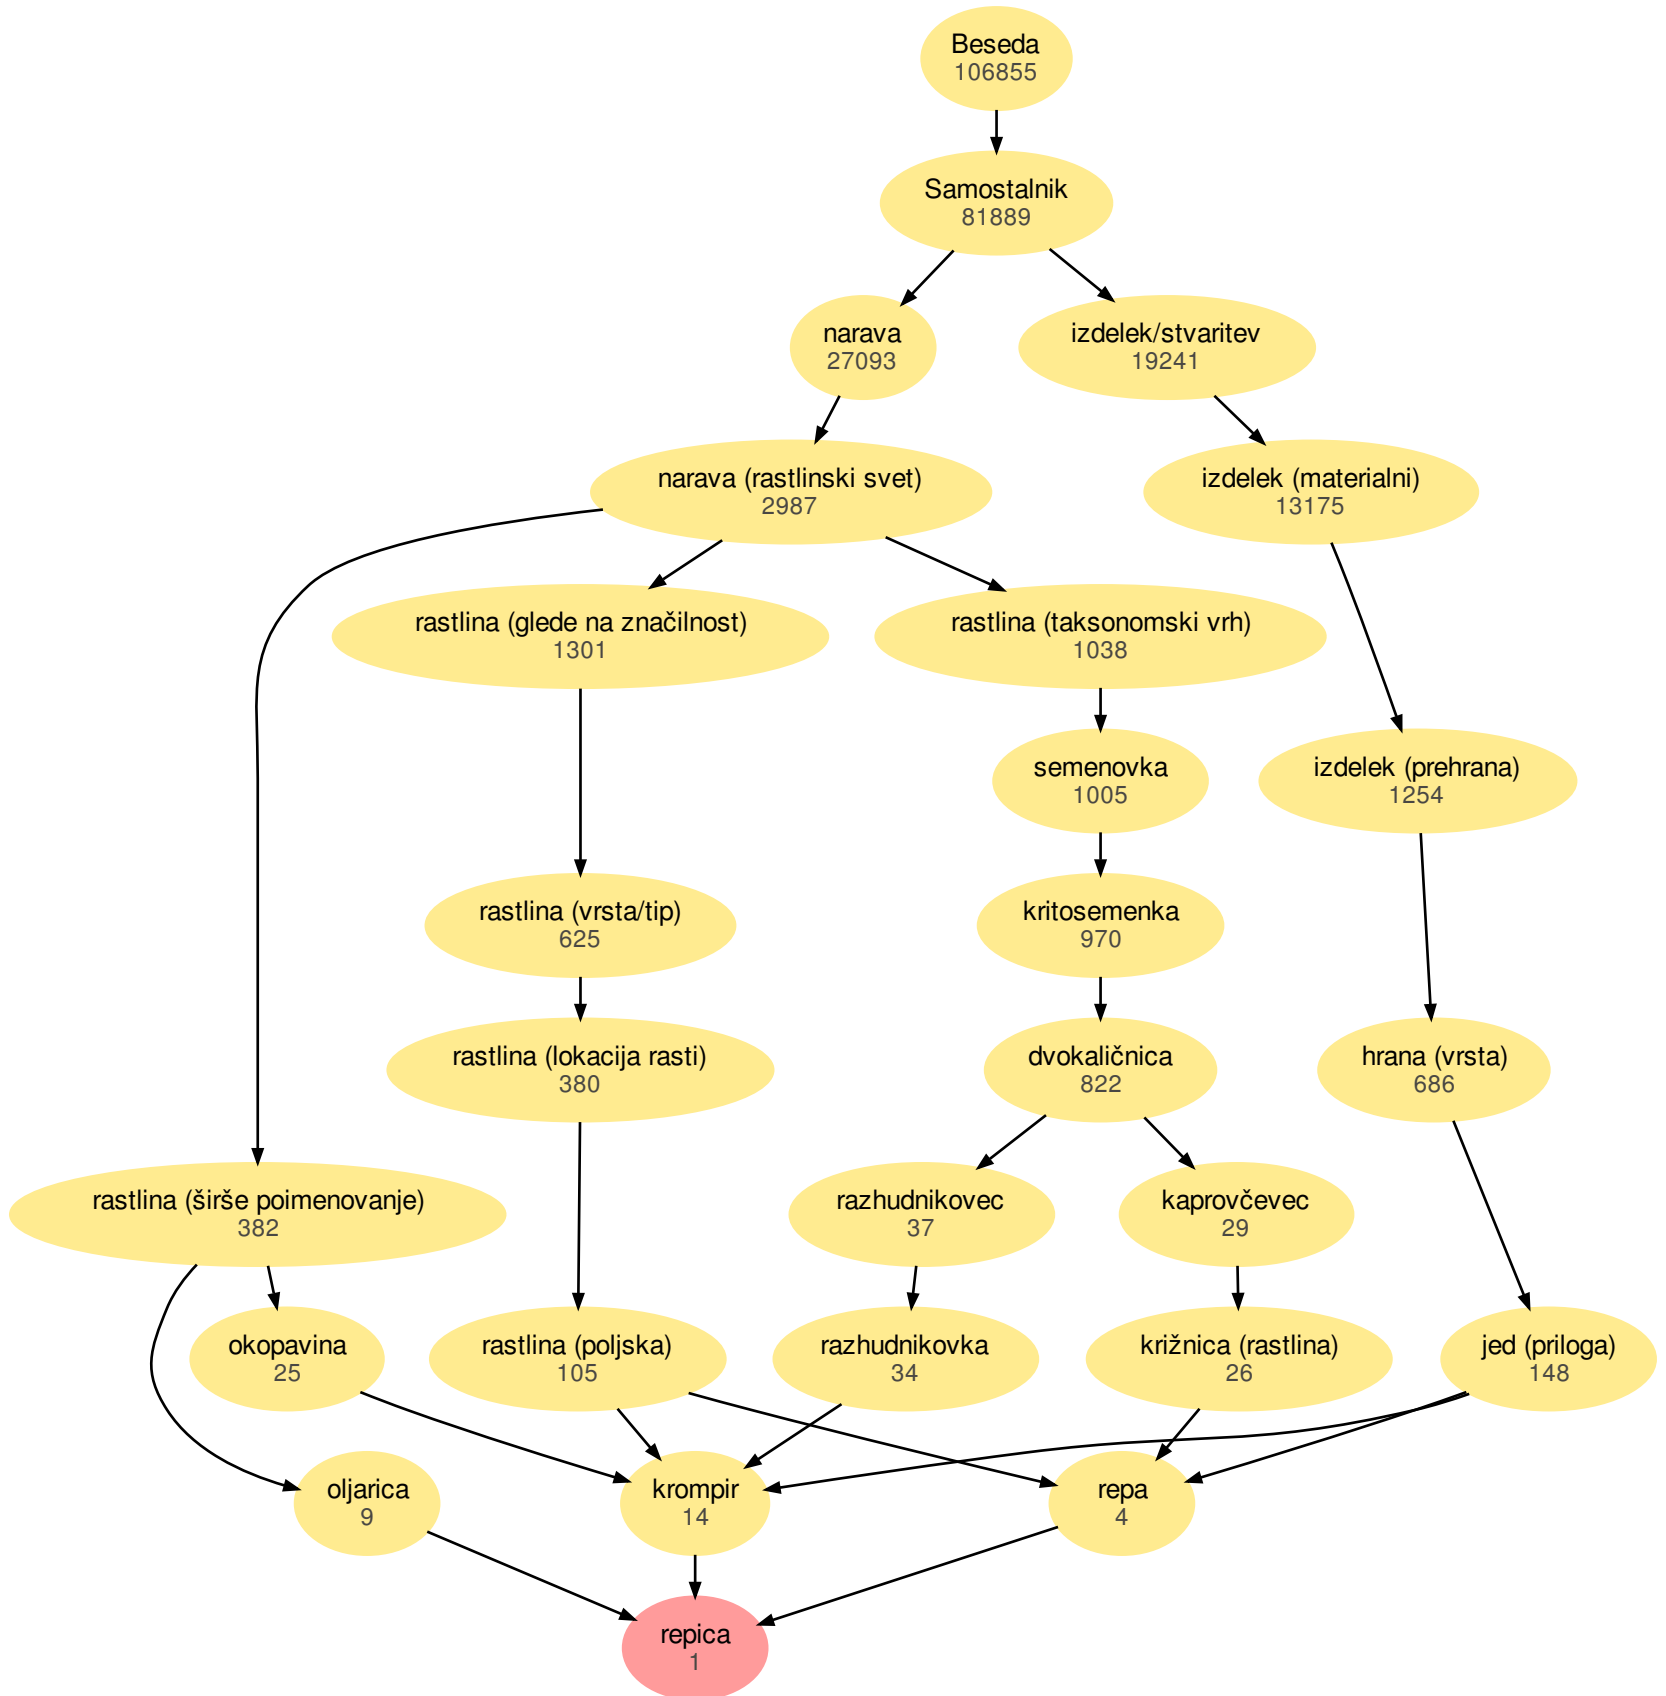 Beseda
106855
Samostalnik
81889
narava
27093
izdelek/stvaritev
19241
narava (rastlinski svet)
2987
izdelek (materialni)
13175
rastlina (glede na značilnost)
1301
rastlina (taksonomski vrh)
1038
semenovka
1005
izdelek (prehrana)
1254
rastlina (vrsta/tip)
625
kritosemenka
970
rastlina (lokacija rasti)
380
dvokaličnica
822
hrana (vrsta)
686
rastlina (širše poimenovanje)
382
razhudnikovec
37
kaprovčevec
29
okopavina
25
rastlina (poljska)
105
razhudnikovka
34
križnica (rastlina)
26
jed (priloga)
148
oljarica
9
krompir
14
repa
4
repica
1